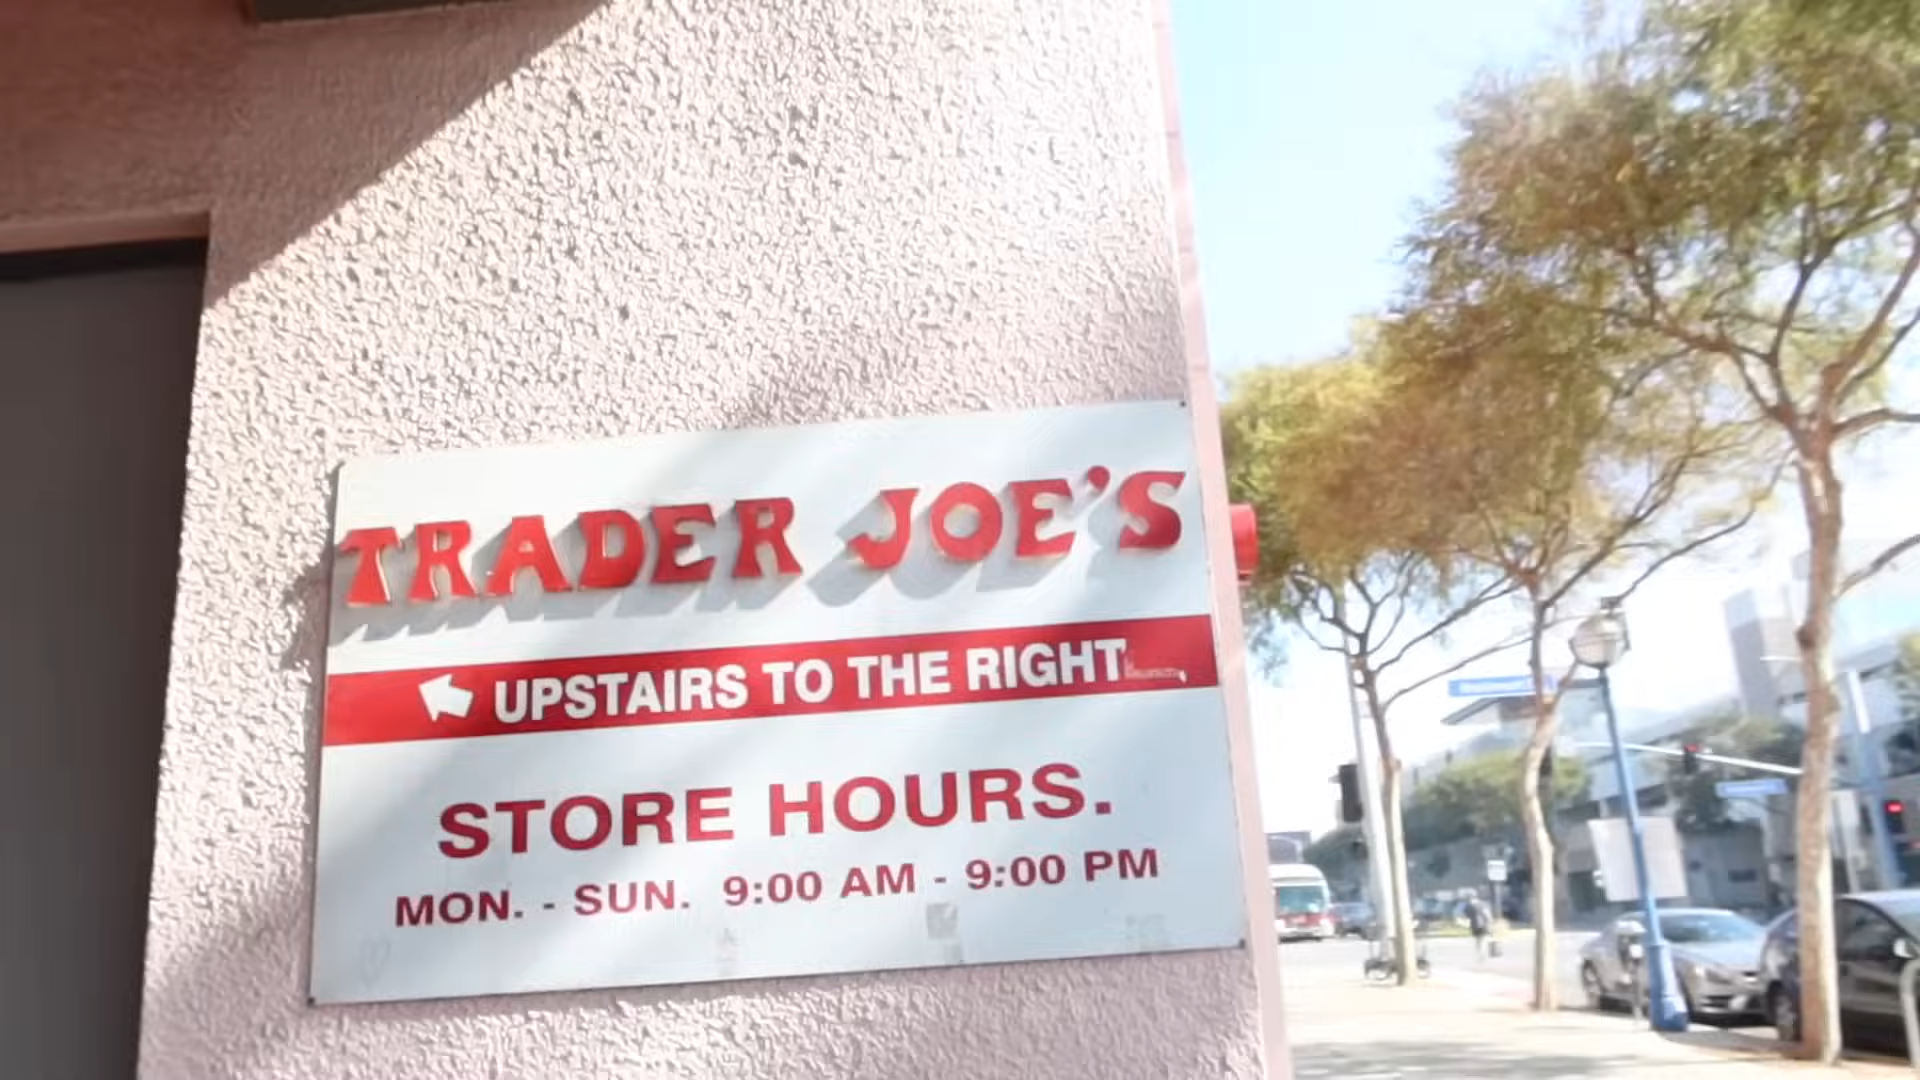 TRADER JOE'S
UPSTAIRS TO THE RIGHT
STORE HOURS.
MON. - SUN. 9:00 AM - 9:00 PM